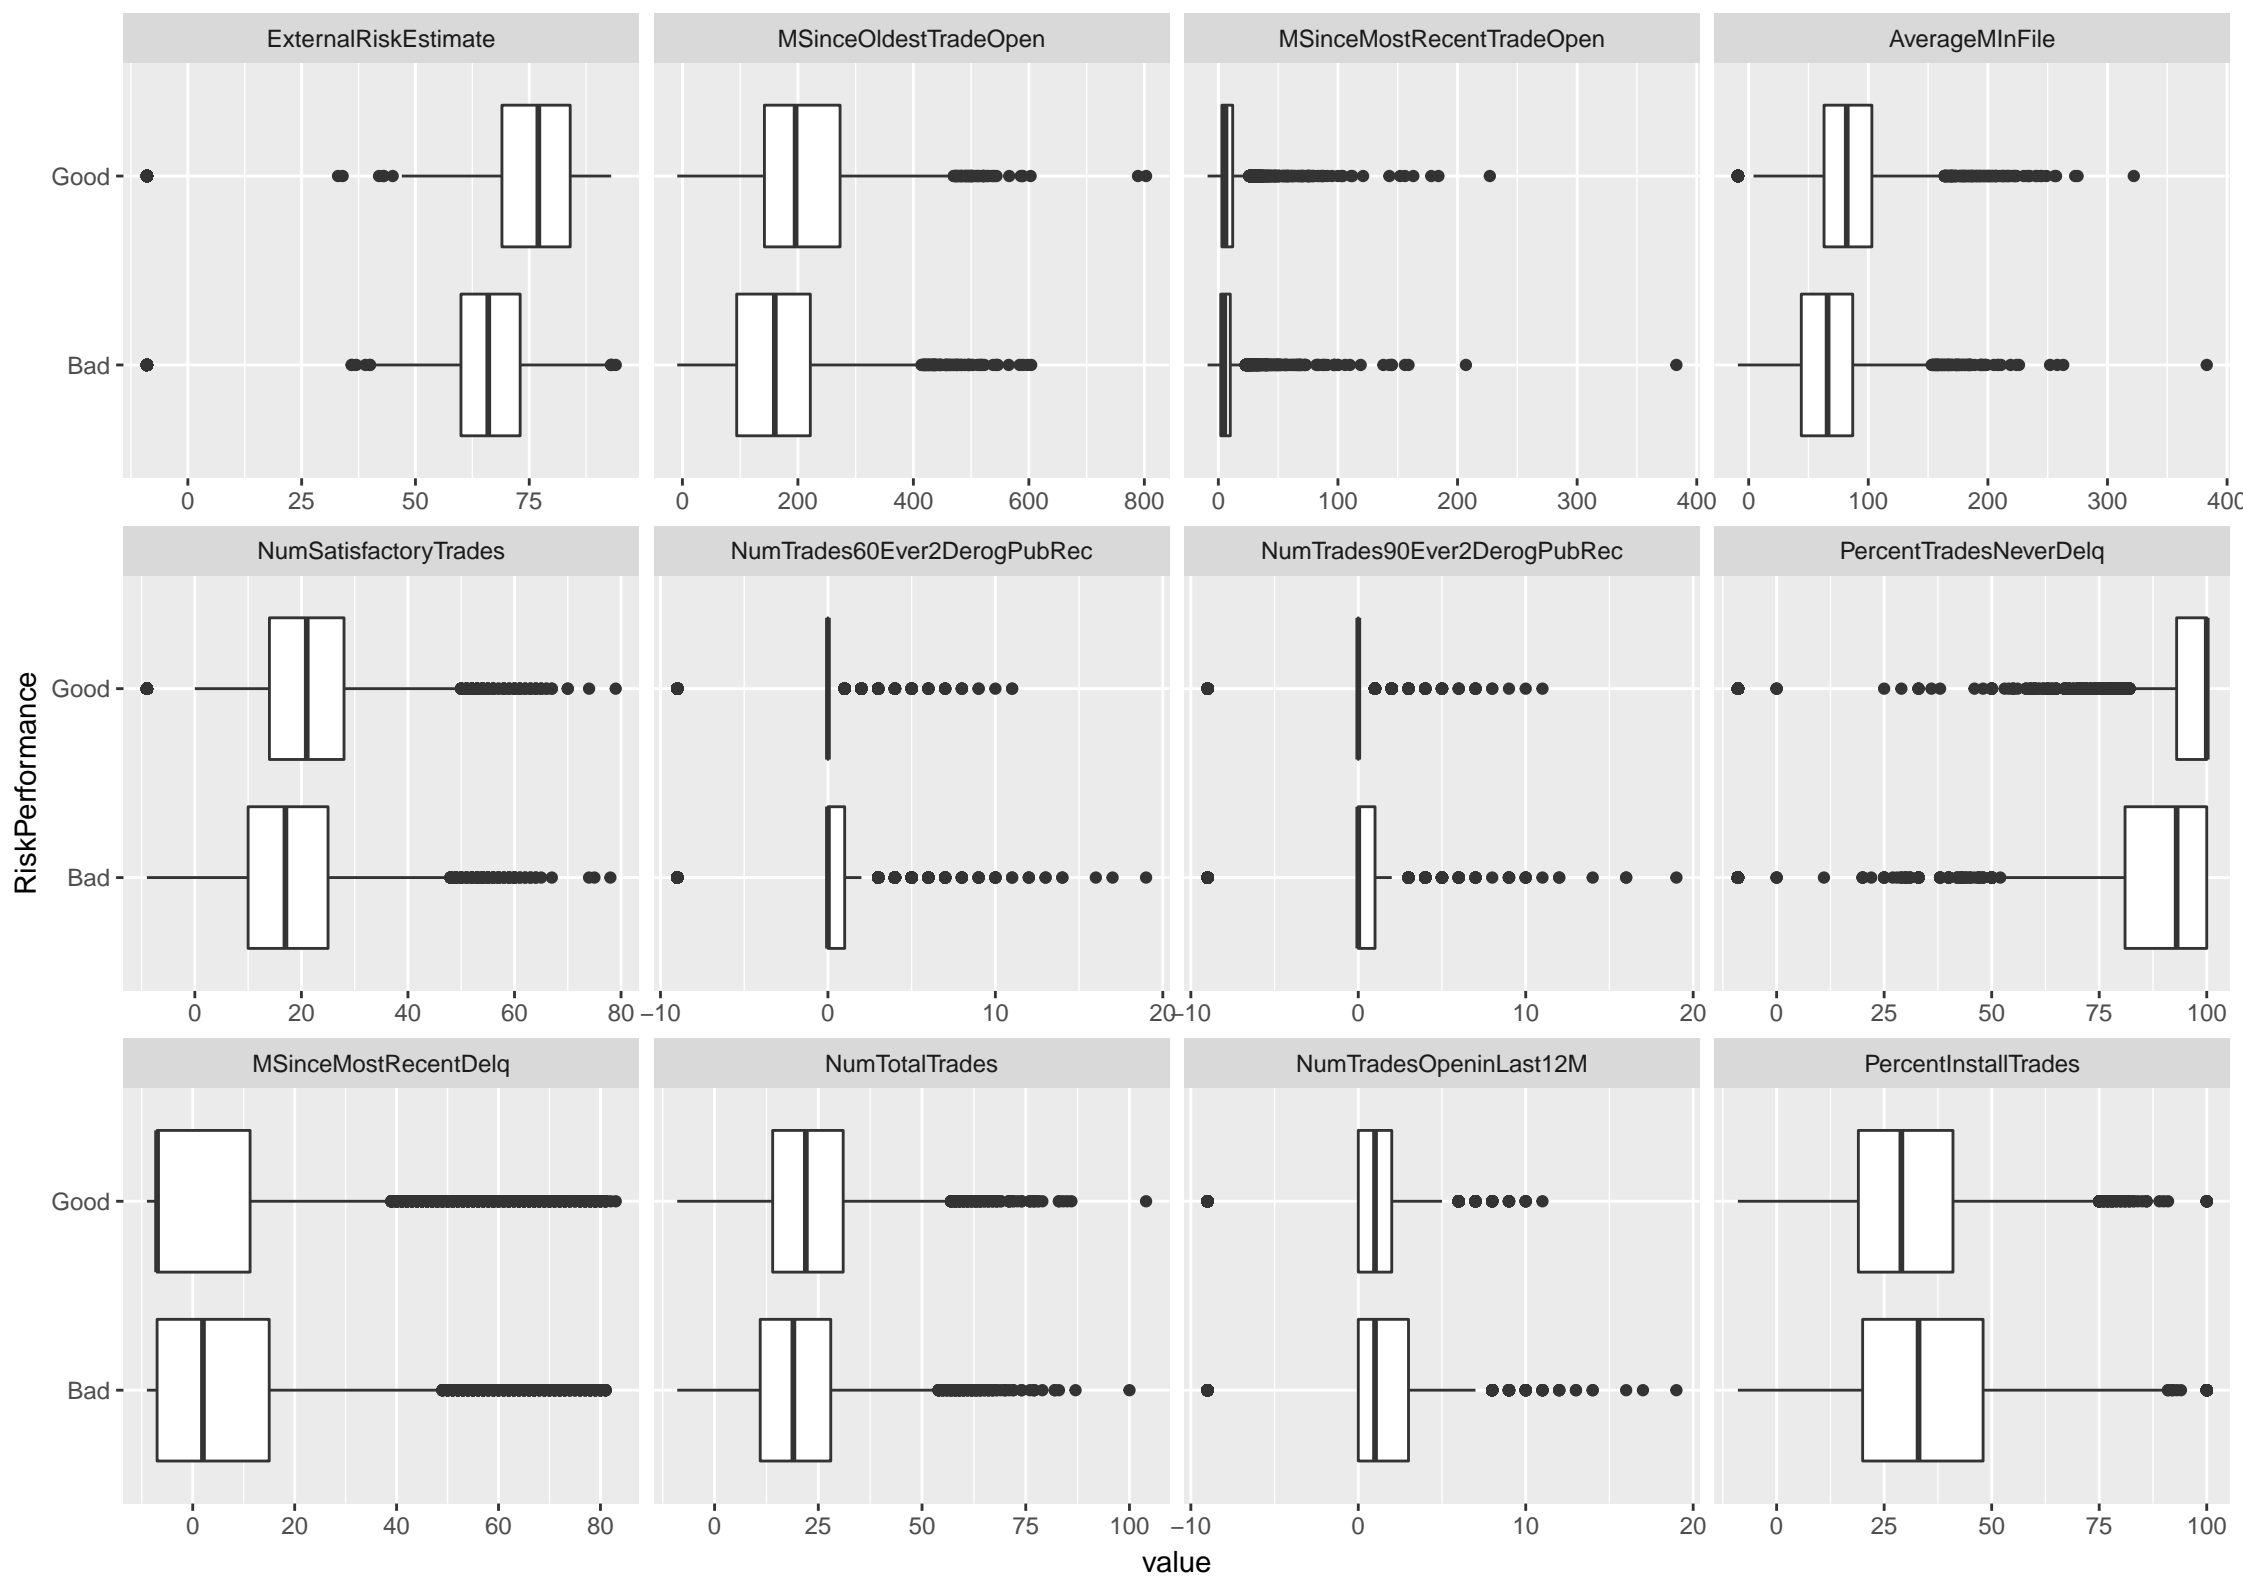 ExternalRiskEstimate MSinceOldestTradeOpen MSinceMostRecentTradeOpen AverageMInFile
Good
Bad
0 25 50 75 0 200 400 600 800 0 100 200 300 400 0 100 200 300 400
NumSatisfactoryTrades NumTrades60Ever2DerogPubRec NumTrades90Ever2DerogPubRec PercentTradesNeverDelq
Good
Bad
0 20 40 60 80 −10 0 10 20 −10 0 10 20 0 25 50 75 100
MSinceMostRecentDelq NumTotalTrades NumTradesOpeninLast12M PercentInstallTrades
Good
Bad
0 20 40 60 80 0 25 50 75 100 −10 0 10 20 0 25 50 75 100
value
RiskPerformance